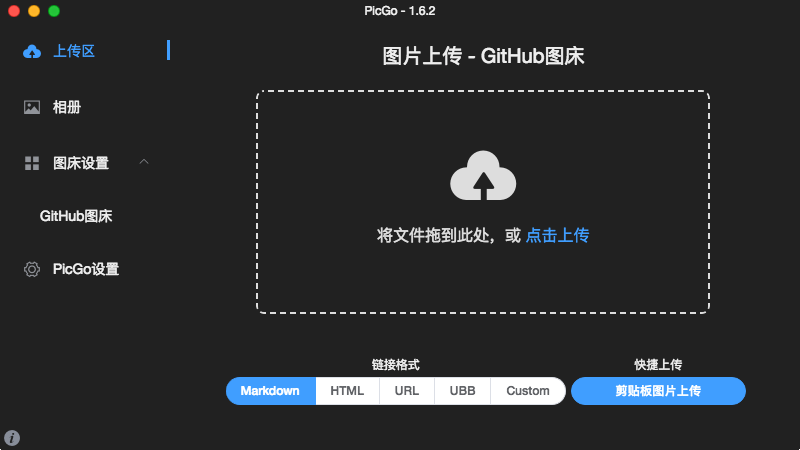 PicGo - 1.6.2
上传区
相册
图床设置
GitHub图床
PicGo设置
图片上传 - GitHub图床
将文件拖到此处，或 点击上传
链接格式
Markdown HTML URL UBB Custom
快捷上传
剪贴板图片上传
i